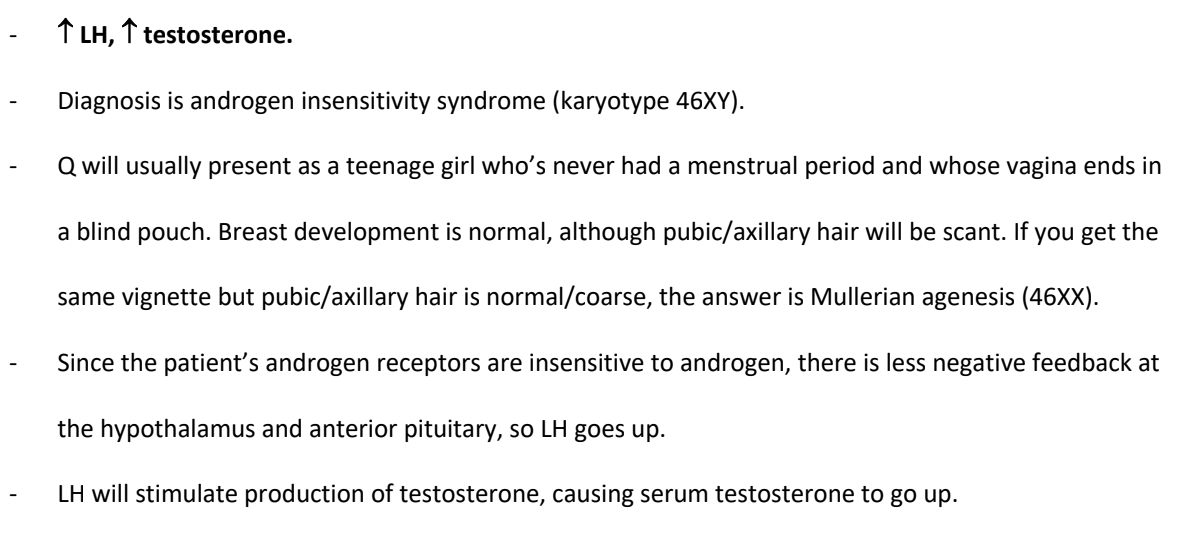 - ↑ LH, ↑ testosterone.
- Diagnosis is androgen insensitivity syndrome (karyotype 46XY).
- Q will usually present as a teenage girl who’s never had a menstrual period and whose vagina ends in
a blind pouch. Breast development is normal, although pubic/axillary hair will be scant. If you get the
same vignette but pubic/axillary hair is normal/coarse, the answer is Mullerian agenesis (46XX).
- Since the patient’s androgen receptors are insensitive to androgen, there is less negative feedback at
the hypothalamus and anterior pituitary, so LH goes up.
- LH will stimulate production of testosterone, causing serum testosterone to go up.